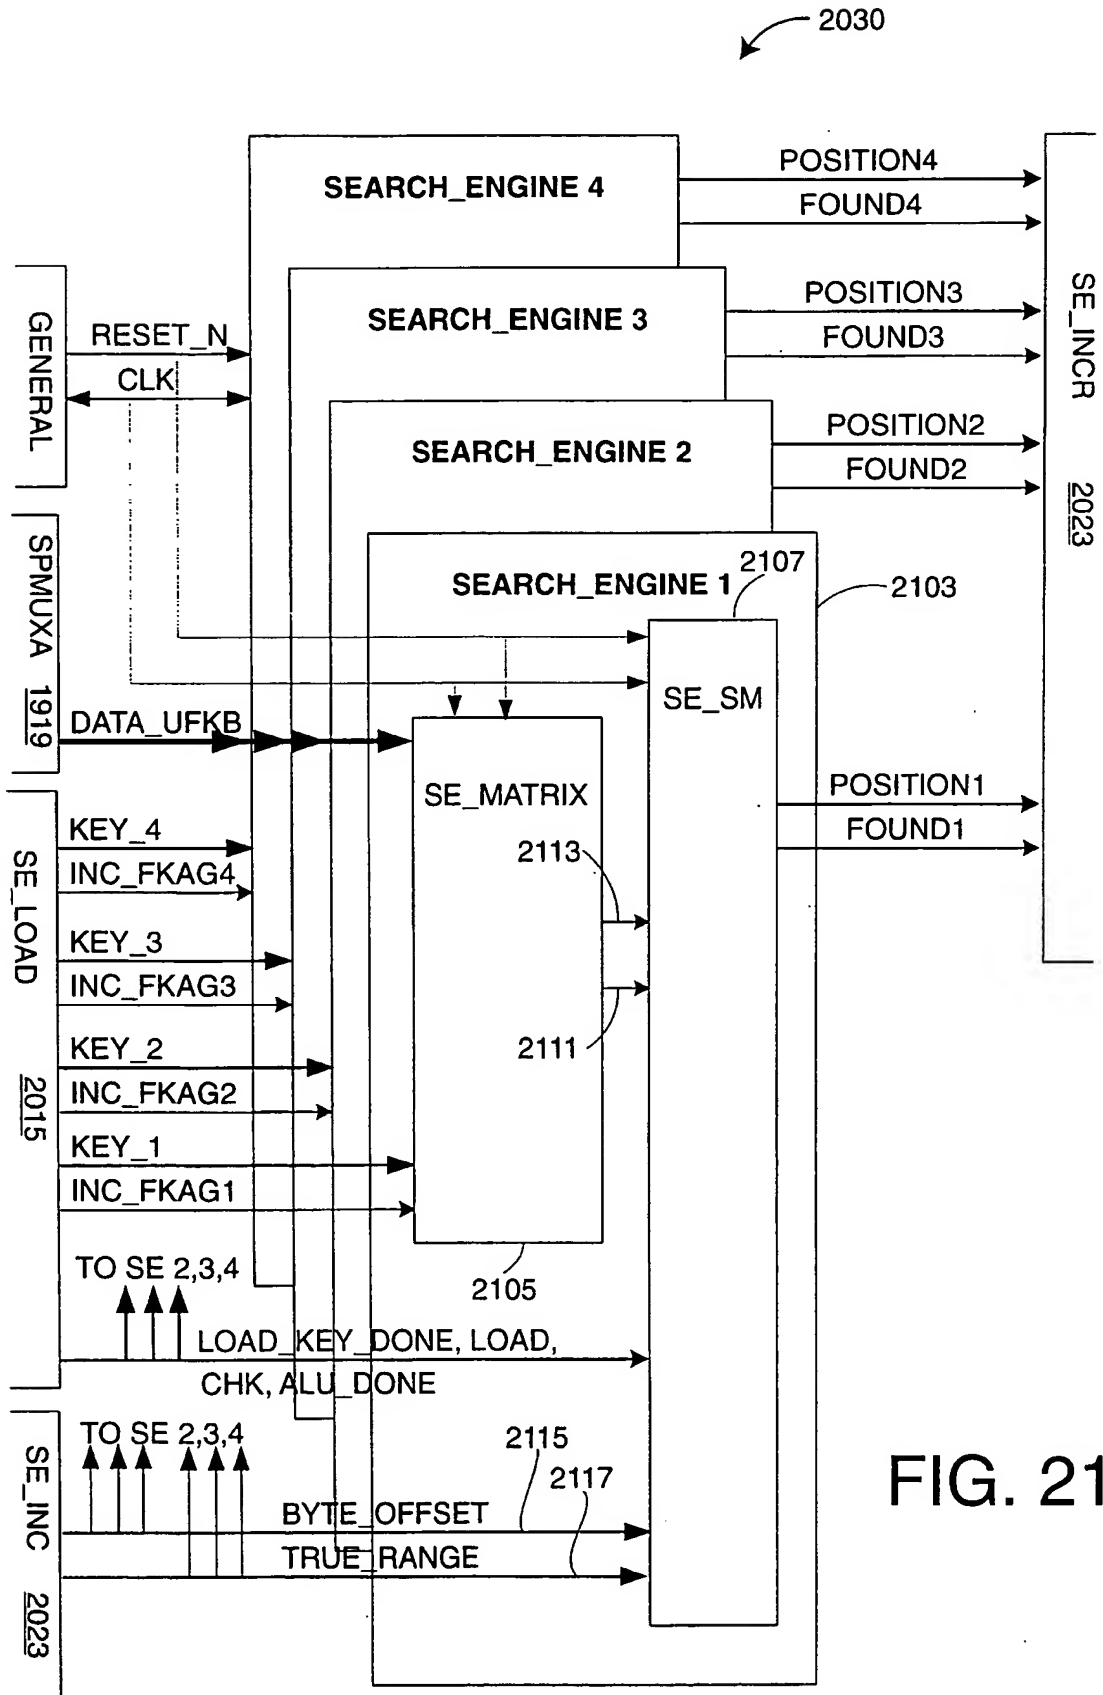 2030
SEARCH_ENGINE 4
POSITION4
FOUND4
SEARCH_ENGINE 3
POSITION3
FOUND3
GENERAL
RESET_N
CLK
SE_INCR 2023
SEARCH_ENGINE 2
POSITION2
FOUND2
SPMUXA 1919
DATA_UFKB
SEARCH_ENGINE 1
2107
2103
SE_SM
SE_MATRIX
POSITION1
FOUND1
SE_LOAD 2015
KEY_4
INC_FKAG4
2113
KEY_3
INC_FKAG3
2111
KEY_2
INC_FKAG2
KEY_1
INC_FKAG1
2105
TO SE 2,3,4
LOAD_KEY_DONE, LOAD,
CHK, ALU_DONE
SE_INC 2023
TO SE 2,3,4
2115
2117
BYTE_OFFSET
TRUE_RANGE
FIG. 21